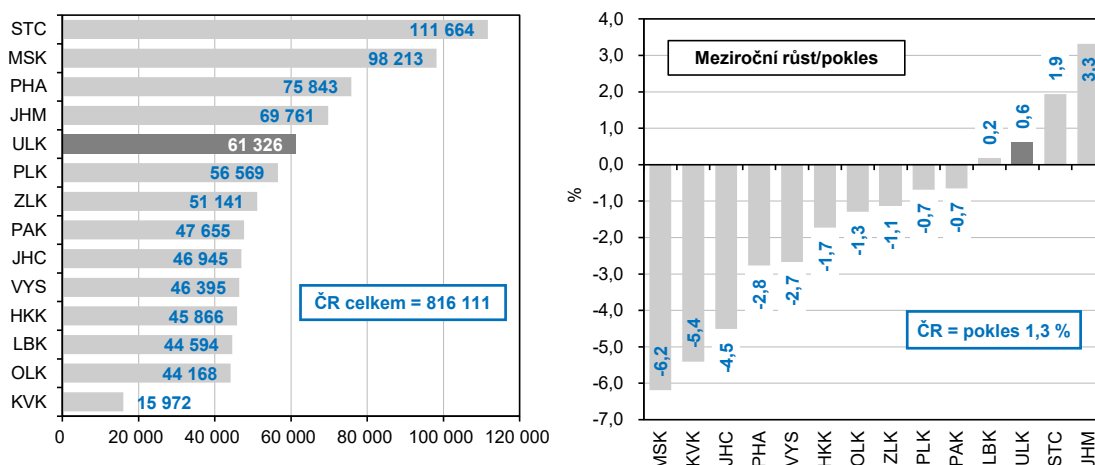 STC 111 664
MSK 98 213
PHA 75 843
JHM 69 761
ULK 61 326
PLK 56 569
ZLK 51 141
PAK 47 655
JHC 46 945
VYS 46 395
HKK 45 866
LBK 44 594
OLK 44 168
KVK 15 972
ČR celkem = 816 111
0 20 000 40 000 60 000 80 000 100 000 120 000
Meziroční růst/pokles
%
4,0
3,0
2,0
1,0
0,0
-1,0
-2,0
-3,0
-4,0
-5,0
-6,0
-7,0
-6,2 -5,4 -4,5 -2,8 -2,7 -1,7 -1,3 -1,1 -0,7 -0,7 0,2 0,6 1,9 3,3
ČR = pokles 1,3 %
MSK KVK JHC PHA VYS HKK OLK ZLK PLK PAK LBK ULK STC JHM